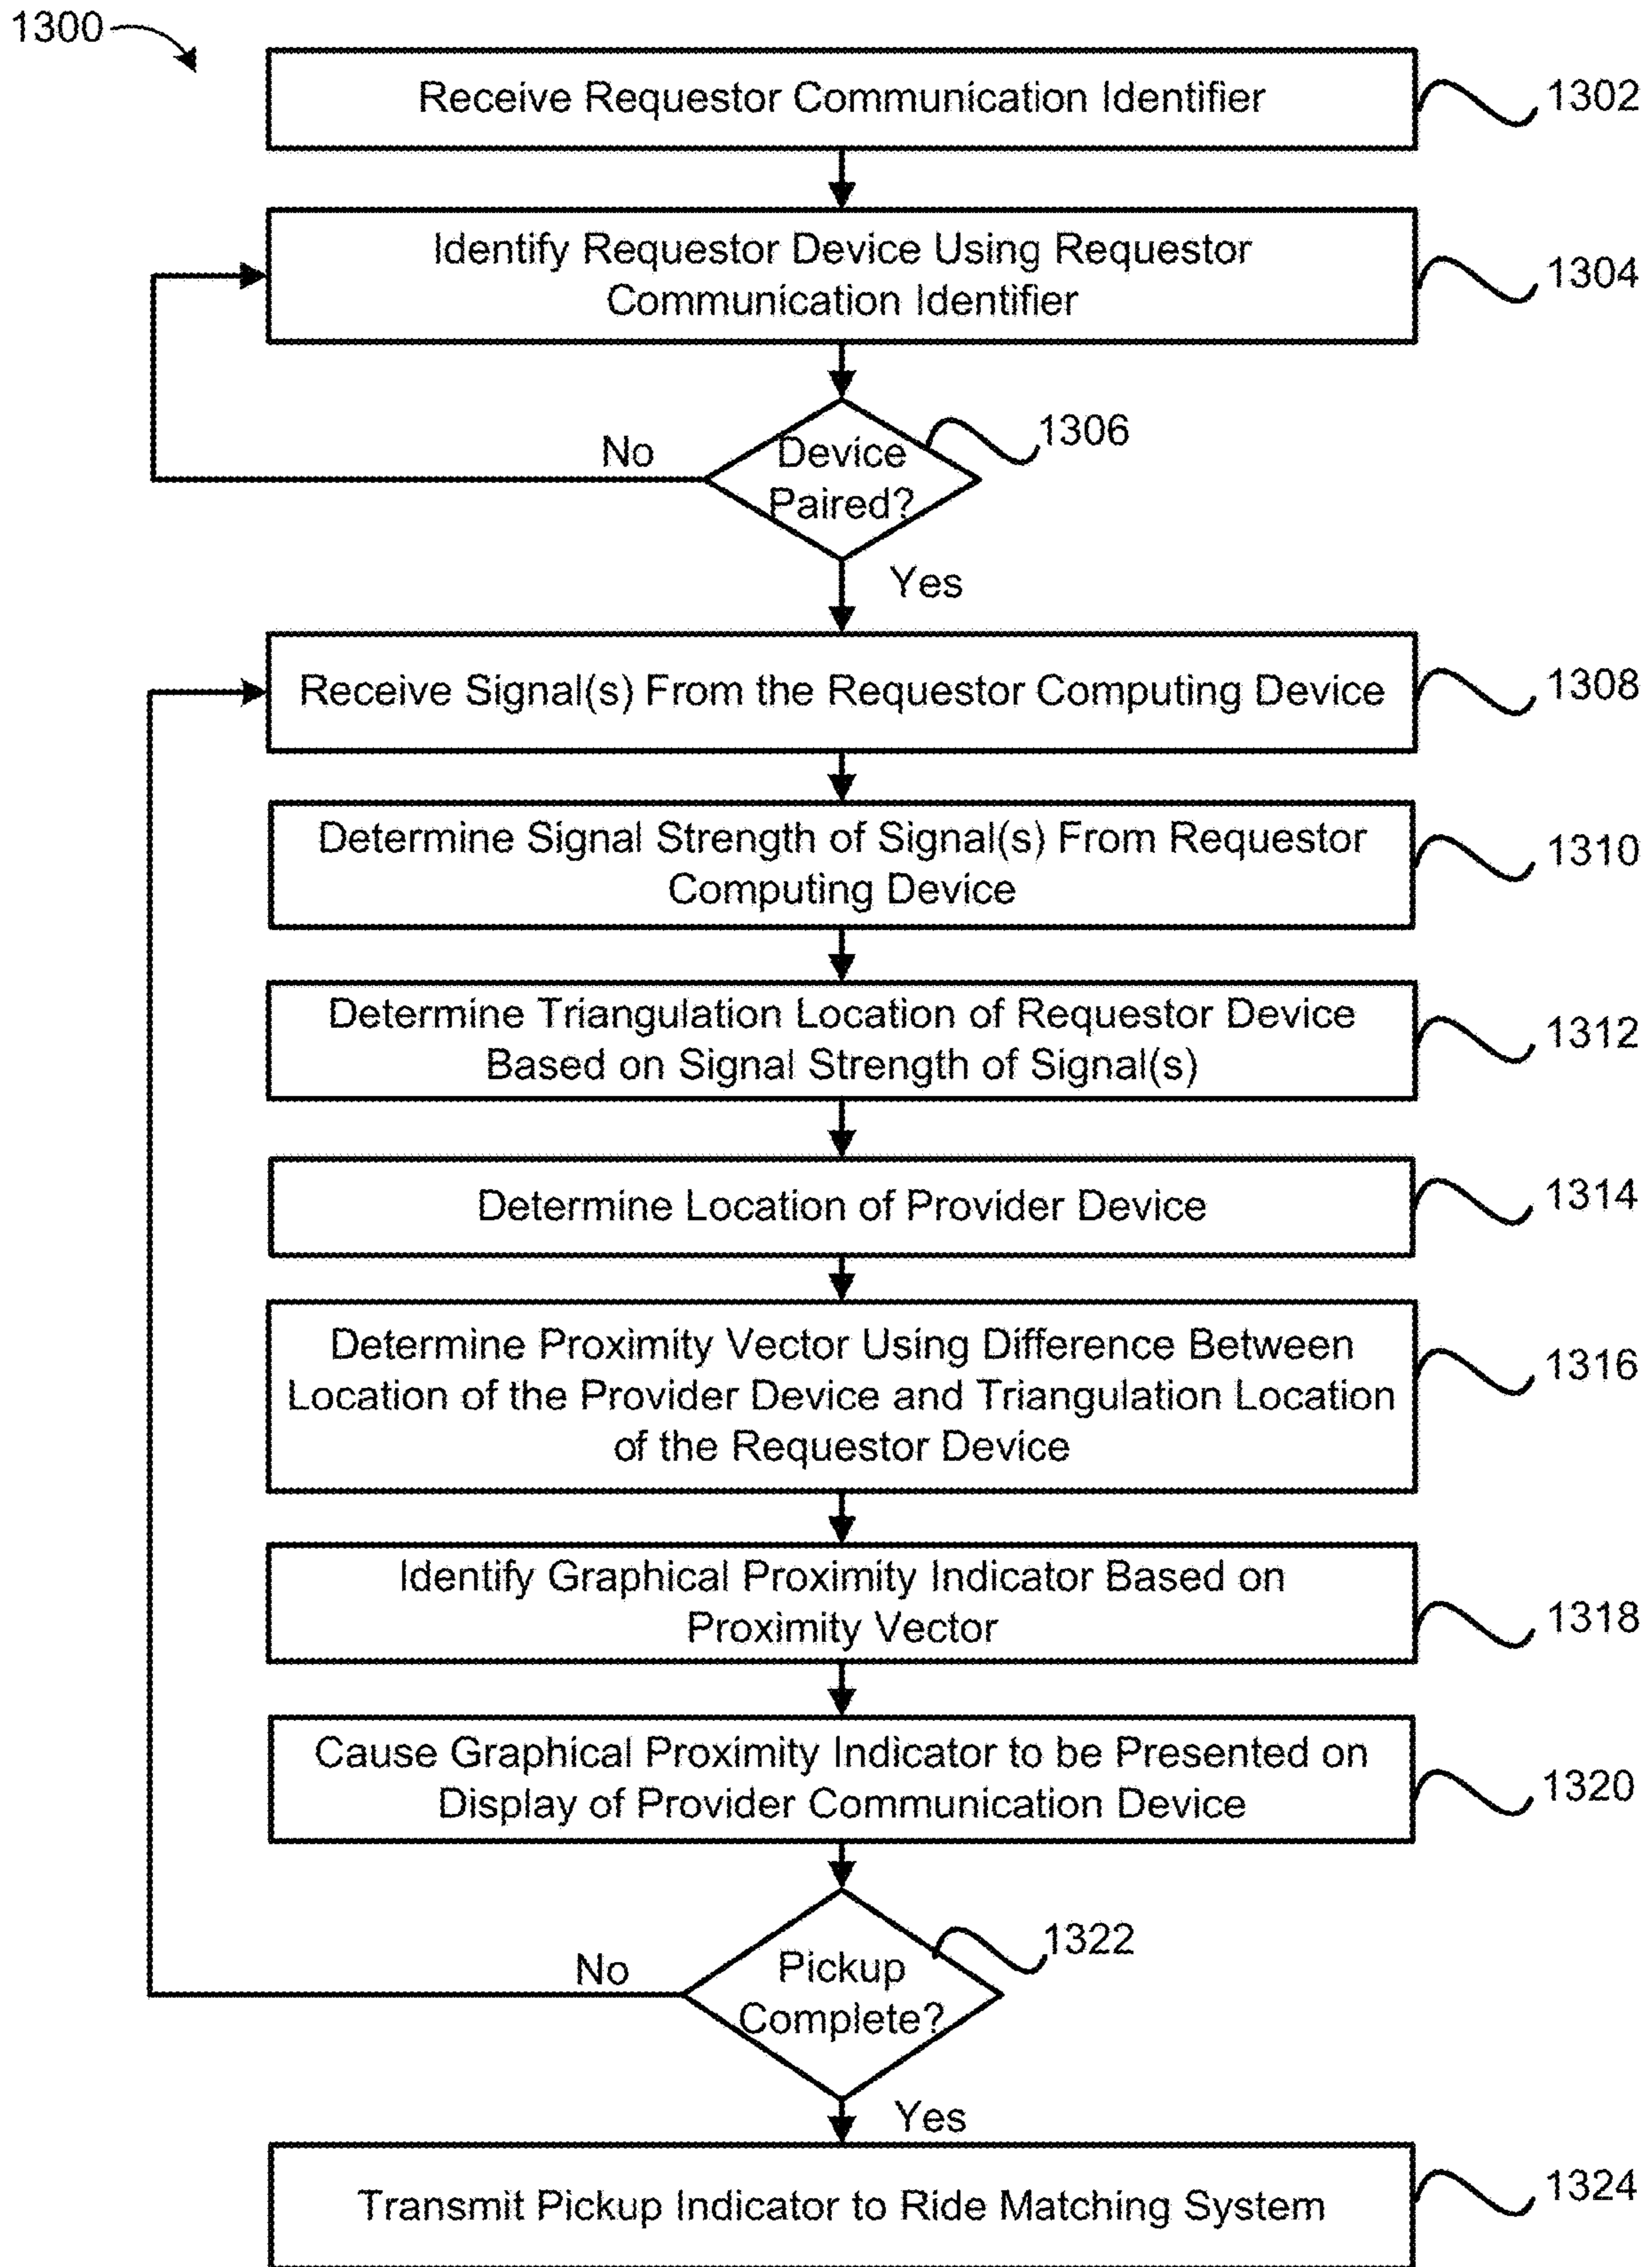 1300
Receive Requestor Communication Identifier
1302
Identify Requestor Device Using Requestor
Communication Identifier
1304
Device
Paired?
1306
No
Yes
Receive Signal(s) From the Requestor Computing Device
1308
Determine Signal Strength of Signal(s) From Requestor
Computing Device
1310
Determine Triangulation Location of Requestor Device
Based on Signal Strength of Signal(s)
1312
Determine Location of Provider Device
1314
Determine Proximity Vector Using Difference Between
Location of the Provider Device and Triangulation Location
of the Requestor Device
1316
Identify Graphical Proximity Indicator Based on
Proximity Vector
1318
Cause Graphical Proximity Indicator to be Presented on
Display of Provider Communication Device
1320
Pickup
Complete?
1322
No
Yes
Transmit Pickup Indicator to Ride Matching System
1324